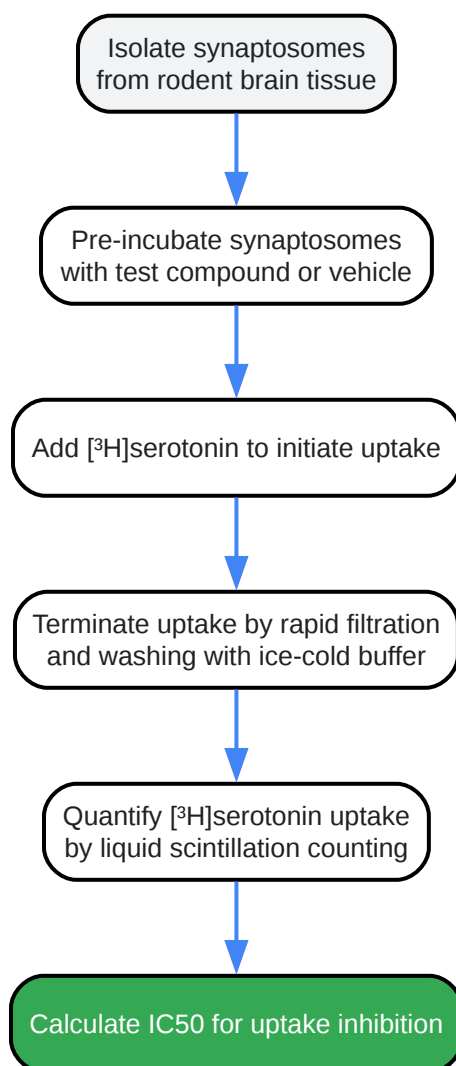 Isolate synaptosomes
from rodent brain tissue
Pre-incubate synaptosomes
with test compound or vehicle
Add [³H]serotonin to initiate uptake
Terminate uptake by rapid filtration
and washing with ice-cold buffer
Quantify [³H]serotonin uptake
by liquid scintillation counting
Calculate IC50 for uptake inhibition